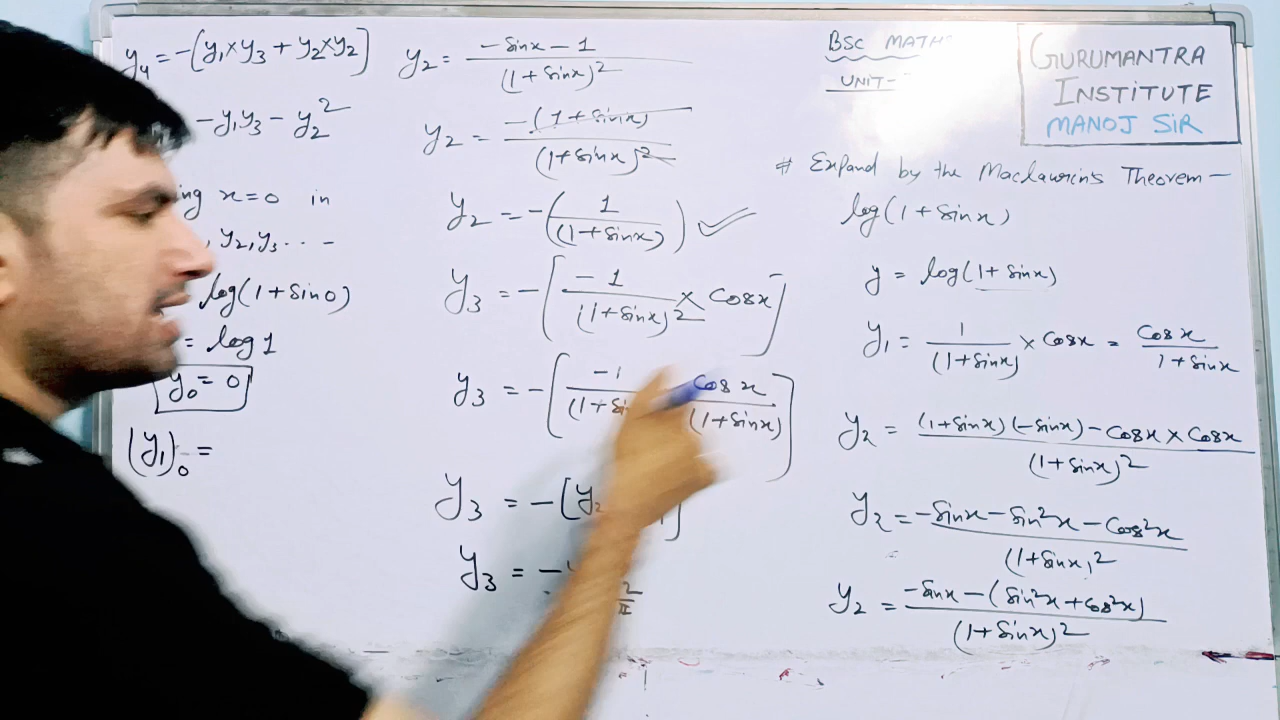 BSC MATH
UNIT-
GURUMANTRA
INSTITUTE
MANOJ SIR
# Expand by the Maclaurin's Theorem —
log(1 + Sinx)
y = log(1 + Sinx)
y₁ = 1/(1+Sinx) × Cosx = Cosx/1+Sinx
y₂ = (1+Sinx)(-Sinx) - Cosx × Cosx/(1+Sinx)²
y₂ = -Sinx - Sin²x - Cos²x/(1+Sinx)²
y₂ = -Sinx - (Sin²x + Cos²x)/(1+Sinx)²
y₂ = -Sinx - 1/(1+Sinx)²
y₂ = -(1+Sinx)/(1+Sinx)²
y₂ = -(1/(1+Sinx)) ✓
y₃ = -[-1/(1+Sinx)² × Cosx]
y₃ = -[-1/(1+Si Cosx/(1+Sinx)]
y₃ = -[y₂ ₁]
y₃ = -
y₄ = -[y₁×y₃ + y₂×y₂]
-y₁y₃ - y₂²
x=0 in
, y₂, y₃ . . . -
log(1+Sin0)
= log1
y₀ = 0
(y₁)₀ =